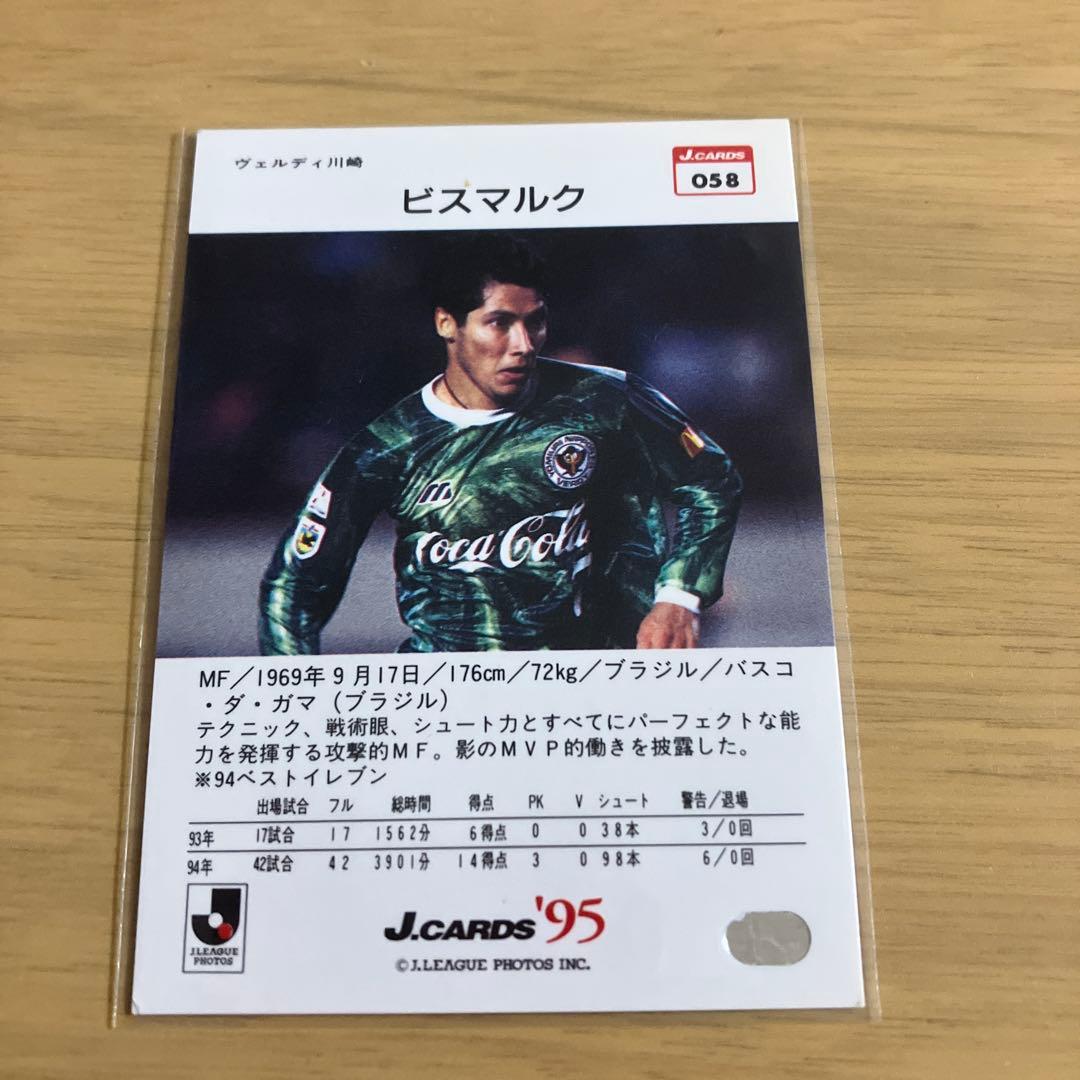 ヴェルディ川崎
ビスマルク
J.CARDS
058
Coca-Cola
MF／1969年9月17日／176cm／72kg／ブラジル／バスコ
・ダ・ガマ（ブラジル）
テクニック、戦術眼、シュート力とすべてにパーフェクトな能
力を発揮する攻撃的MF。影のMVP的働きを披露した。
※94ベストイレブン
出場試合 フル 総時間 得点 PK V シュート 警告／退場
93年 17試合 17 1562分 6得点 0 0 38本 3／0回
94年 42試合 42 3901分 14得点 3 0 98本 6／0回
J.LEAGUE
PHOTOS
J.CARDS '95
©J.LEAGUE PHOTOS INC.